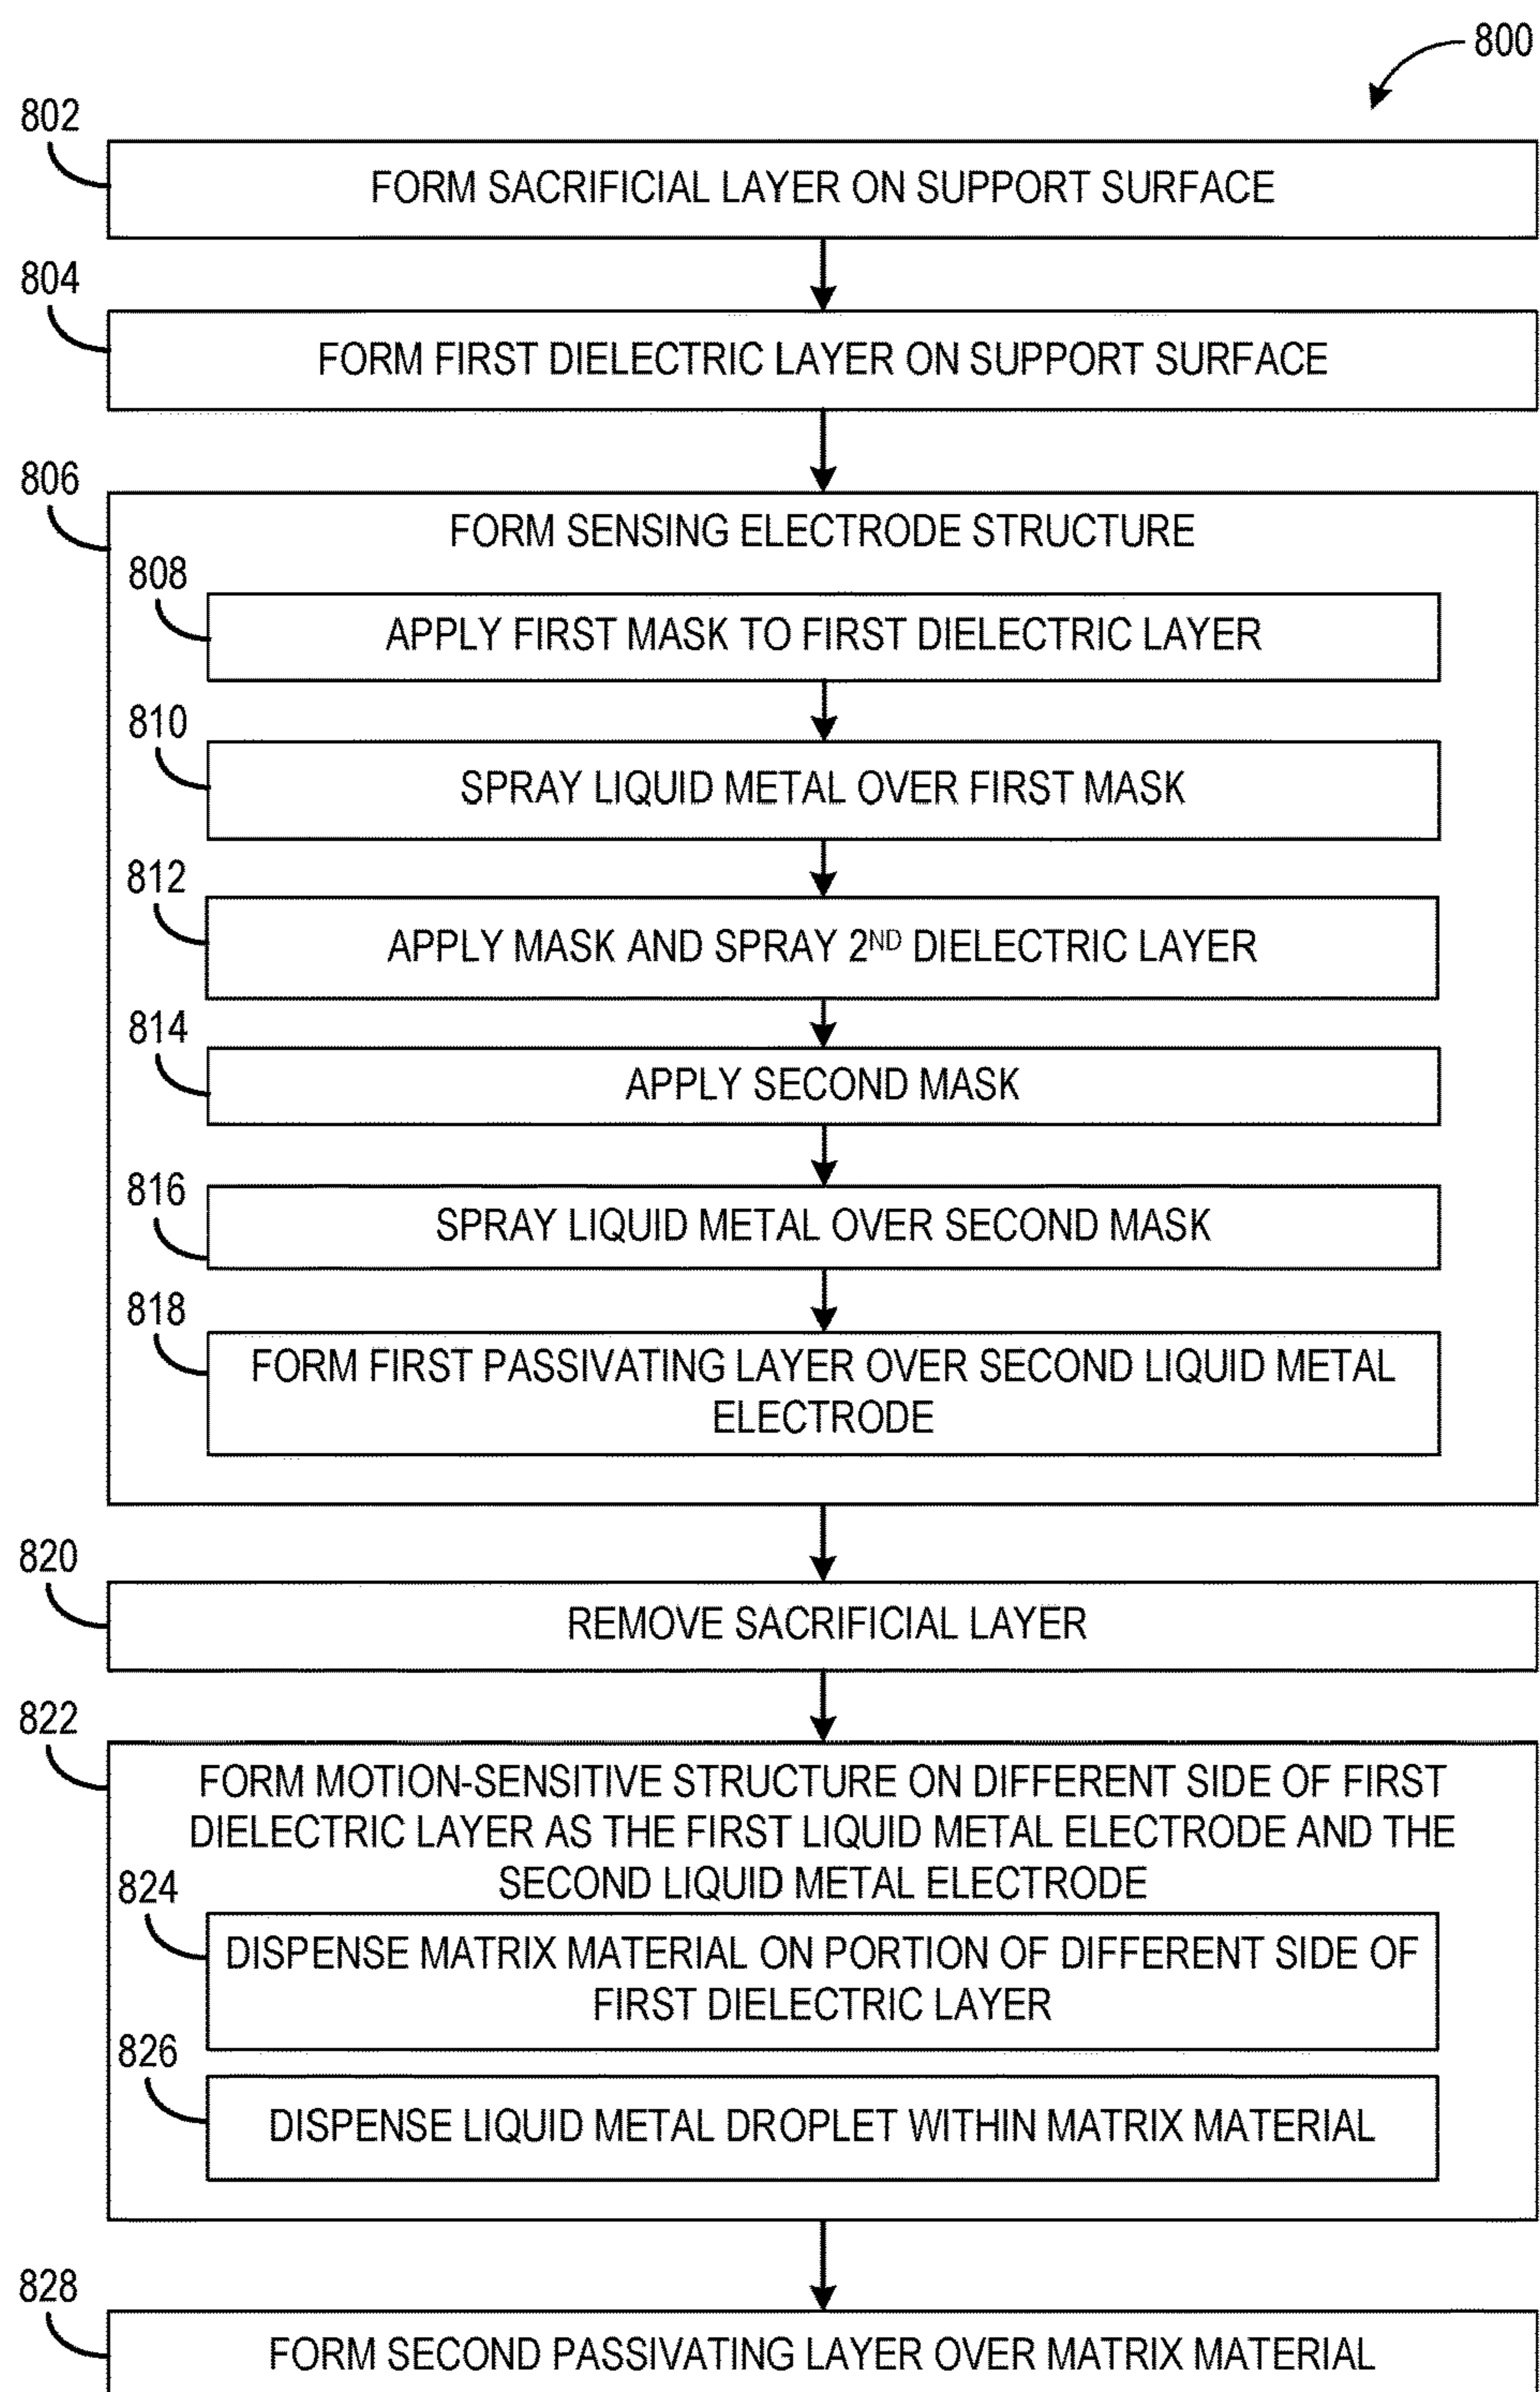 800
802
FORM SACRIFICIAL LAYER ON SUPPORT SURFACE
804
FORM FIRST DIELECTRIC LAYER ON SUPPORT SURFACE
806
FORM SENSING ELECTRODE STRUCTURE
808
APPLY FIRST MASK TO FIRST DIELECTRIC LAYER
810
SPRAY LIQUID METAL OVER FIRST MASK
812
APPLY MASK AND SPRAY 2ND DIELECTRIC LAYER
814
APPLY SECOND MASK
816
SPRAY LIQUID METAL OVER SECOND MASK
818
FORM FIRST PASSIVATING LAYER OVER SECOND LIQUID METAL
ELECTRODE
820
REMOVE SACRIFICIAL LAYER
822
FORM MOTION-SENSITIVE STRUCTURE ON DIFFERENT SIDE OF FIRST
DIELECTRIC LAYER AS THE FIRST LIQUID METAL ELECTRODE AND THE
SECOND LIQUID METAL ELECTRODE
824
DISPENSE MATRIX MATERIAL ON PORTION OF DIFFERENT SIDE OF
FIRST DIELECTRIC LAYER
826
DISPENSE LIQUID METAL DROPLET WITHIN MATRIX MATERIAL
828
FORM SECOND PASSIVATING LAYER OVER MATRIX MATERIAL